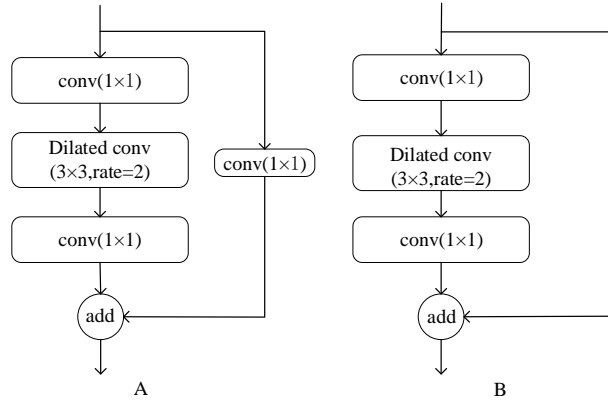 conv(1×1)
Dilated conv
(3×3,rate=2)
conv(1×1)
conv(1×1)
add
A
conv(1×1)
Dilated conv
(3×3,rate=2)
conv(1×1)
add
B